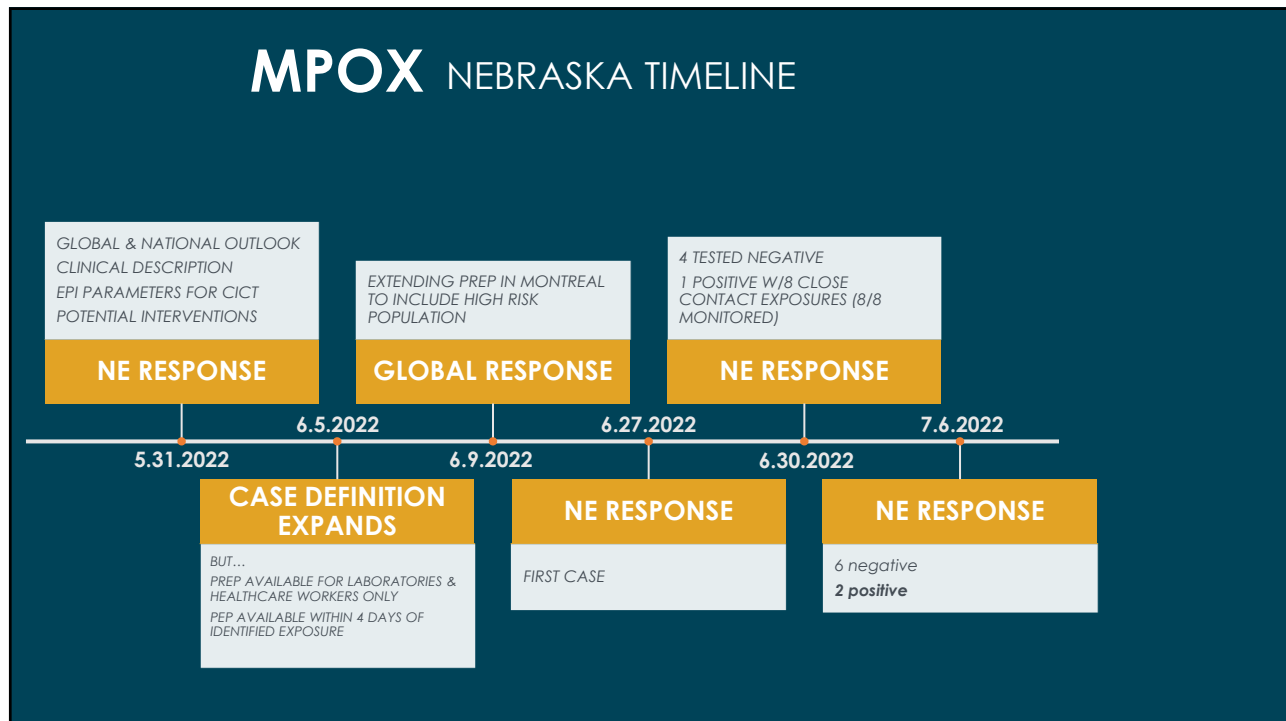 MPOX NEBRASKA TIMELINE
GLOBAL & NATIONAL OUTLOOK
CLINICAL DESCRIPTION
EPI PARAMETERS FOR CICT
POTENTIAL INTERVENTIONS
NE RESPONSE
5.31.2022
6.5.2022
CASE DEFINITION
EXPANDS
BUT...
PREP AVAILABLE FOR LABORATORIES &
HEALTHCARE WORKERS ONLY
PEP AVAILABLE WITHIN 4 DAYS OF
IDENTIFIED EXPOSURE
EXTENDING PREP IN MONTREAL
TO INCLUDE HIGH RISK
POPULATION
GLOBAL RESPONSE
6.9.2022
6.27.2022
NE RESPONSE
FIRST CASE
4 TESTED NEGATIVE
1 POSITIVE W/8 CLOSE
CONTACT EXPOSURES (8/8
MONITORED)
NE RESPONSE
6.30.2022
7.6.2022
NE RESPONSE
6 negative
2 positive